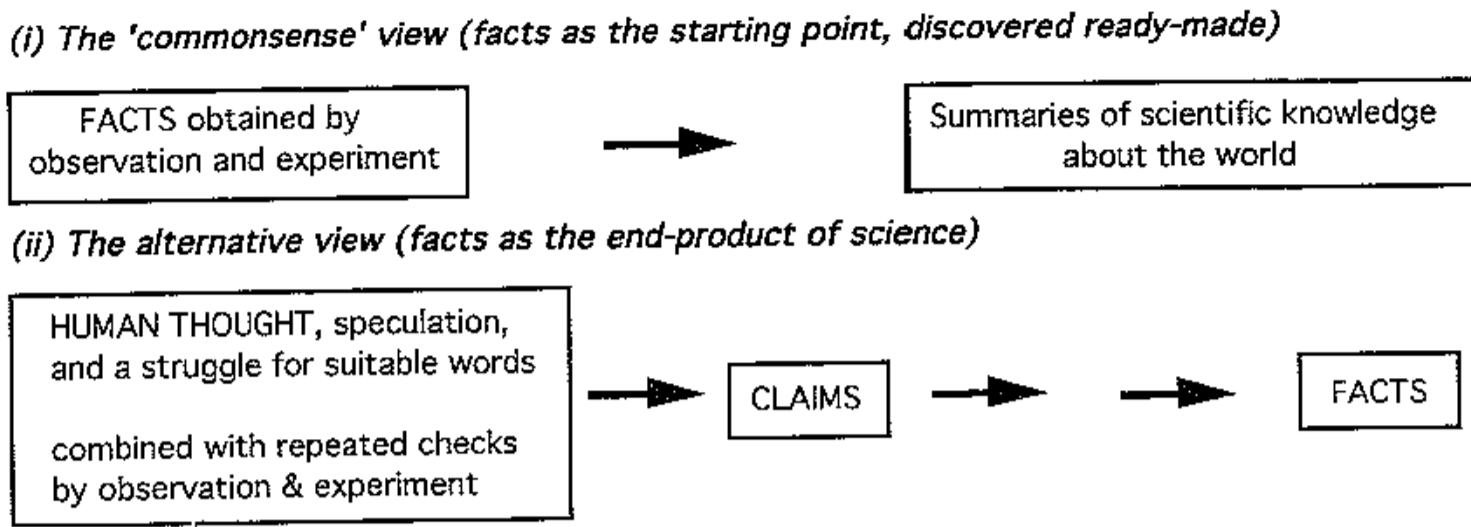 (i) The 'commonsense' view (facts as the starting point, discovered ready-made)
FACTS obtained by
observation and experiment
Summaries of scientific knowledge
about the world
(ii) The alternative view (facts as the end-product of science)
HUMAN THOUGHT, speculation,
and a struggle for suitable words
combined with repeated checks
by observation & experiment
CLAIMS
FACTS